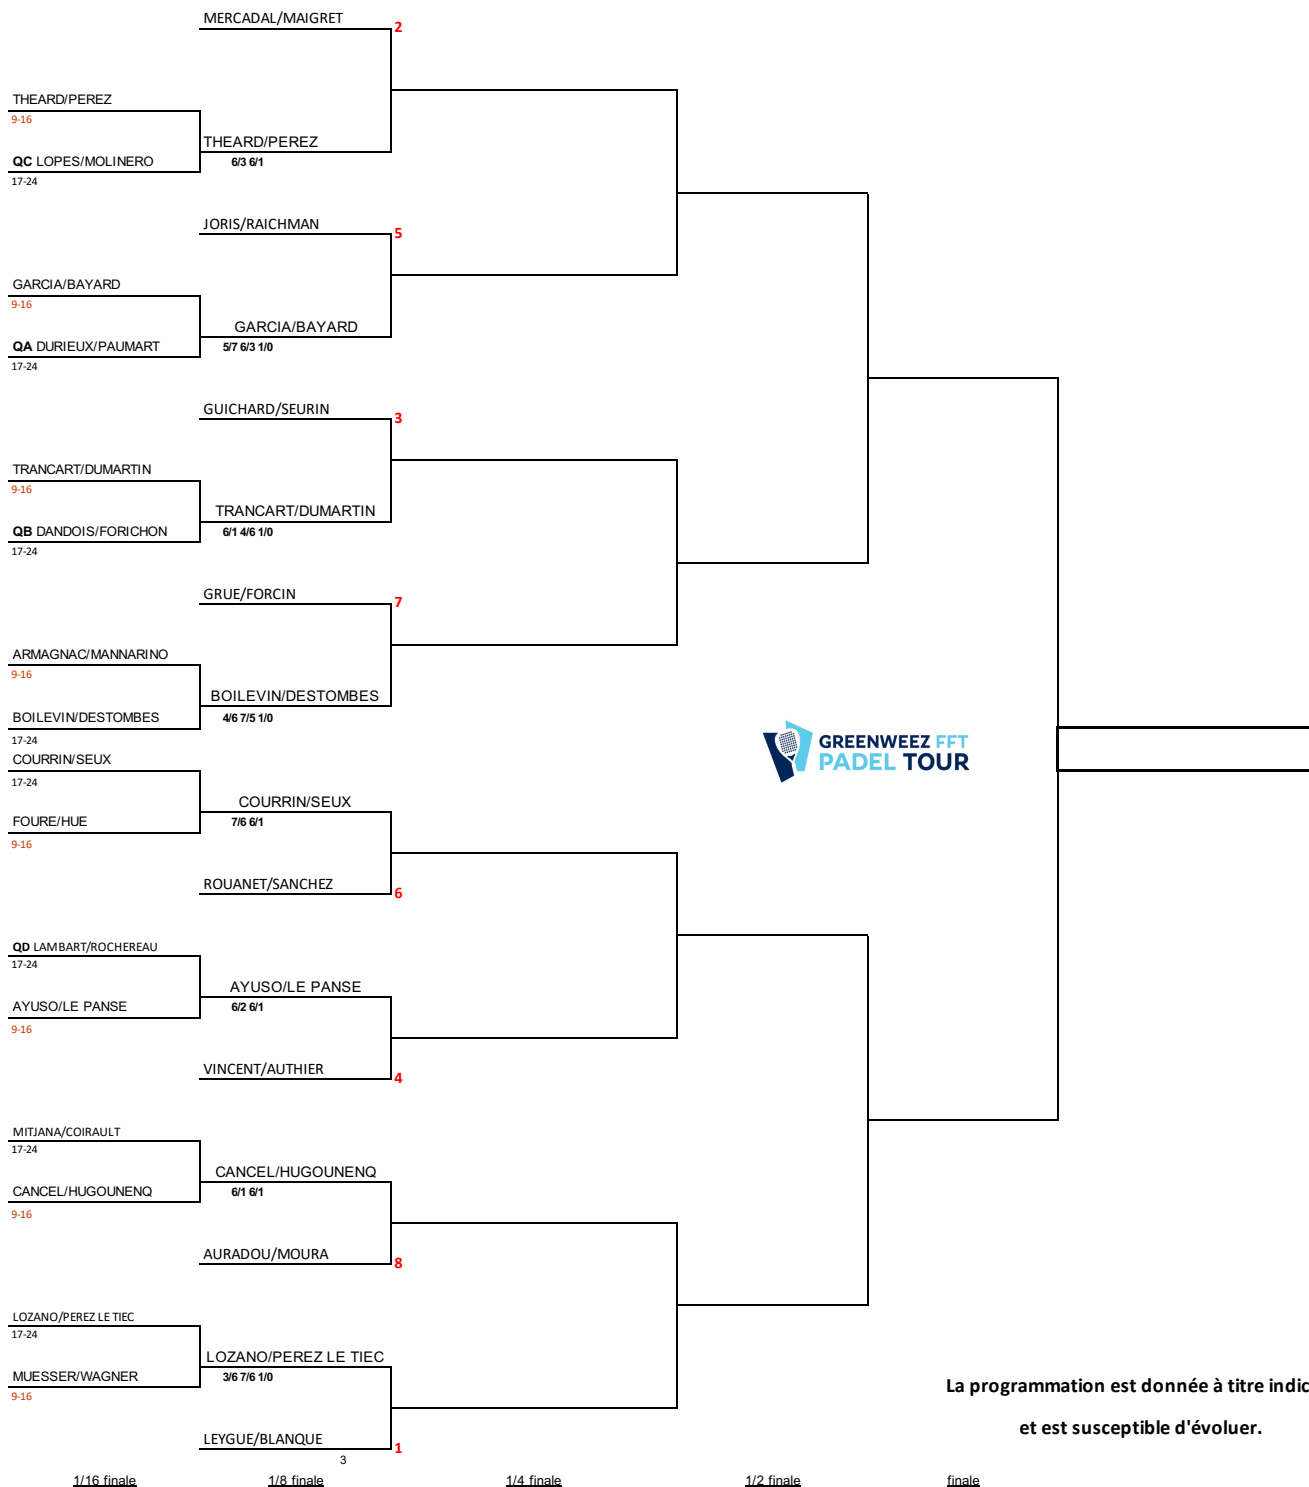 MERCADAL/MAIGRET
2
THEARD/PEREZ
9-16
THEARD/PEREZ
6/3 6/1
QC LOPES/MOLINERO
17-24
JORIS/RAICHMAN
5
GARCIA/BAYARD
9-16
GARCIA/BAYARD
5/7 6/3 1/0
QA DURIEUX/PAUMART
17-24
GUICHARD/SEURIN
3
TRANCART/DUMARTIN
9-16
TRANCART/DUMARTIN
6/1 4/6 1/0
QB DANDOIS/FORICHON
17-24
GRUE/FORCIN
7
ARMAGNAC/MANNARINO
9-16
BOILEVIN/DESTOMBES
4/6 7/5 1/0
BOILEVIN/DESTOMBES
17-24
GREENWEEZ FFT
PADEL TOUR
COURRIN/SEUX
17-24
COURRIN/SEUX
7/6 6/1
FOURE/HUE
9-16
ROUANET/SANCHEZ
6
QD LAMBART/ROCHEREAU
17-24
AYUSO/LE PANSE
6/2 6/1
AYUSO/LE PANSE
9-16
VINCENT/AUTHIER
4
MITJANA/COIRAULT
17-24
CANCEL/HUGOUNENQ
6/1 6/1
CANCEL/HUGOUNENQ
9-16
AURADOU/MOURA
8
LOZANO/PEREZ LE TIEC
17-24
LOZANO/PEREZ LE TIEC
3/6 7/6 1/0
MUESSER/WAGNER
9-16
LEYGUE/BLANQUE
1
3
La programmation est donnée à titre indic
et est susceptible d'évoluer.
1/16 finale
1/8 finale
1/4 finale
1/2 finale
finale